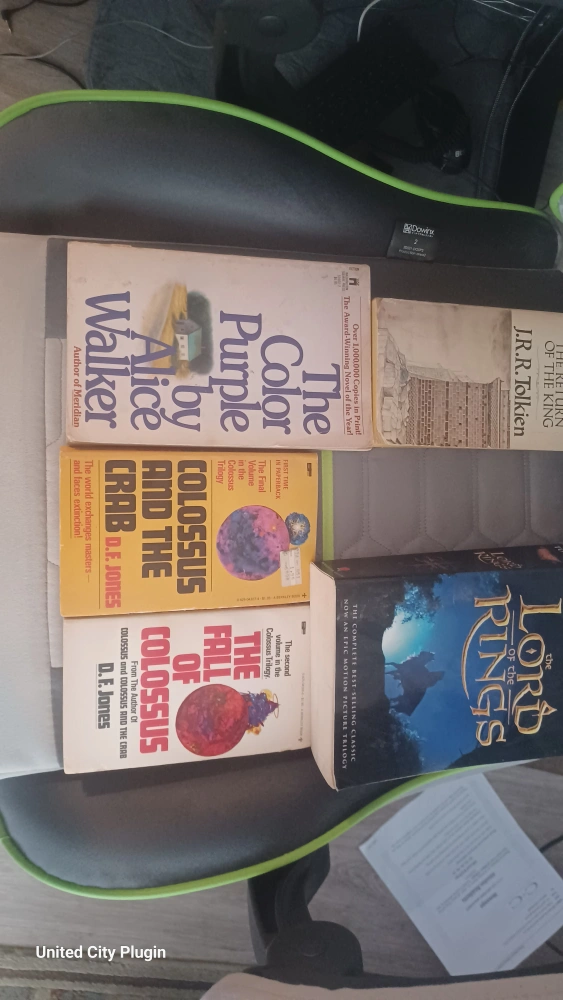 Dowinx
The
Color
Purple
by
Alice
Walker
Over 1,000,000 Copies in Print!
The Award-Winning Novel of the Year!
Author of Meridian
THE RETURN
OF THE KING
J.R.R. Tolkien
FIRST TIME
IN PAPERBACK
The Final
Volume
in the
Colossus
Trilogy
COLOSSUS
AND THE
CRAB
D.F. JONES
The world exchanges masters—
and faces extinction!
The second
volume in the
Colossus Trilogy.
THE
FALL
OF
COLOSSUS
From The Author Of
COLOSSUS and COLOSSUS AND THE CRAB
D.F. Jones
the
LORD
OF THE
RINGS
THE COMPLETE BEST-SELLING CLASSIC
NOW AN EPIC MOTION PICTURE TRILOGY
United City Plugin